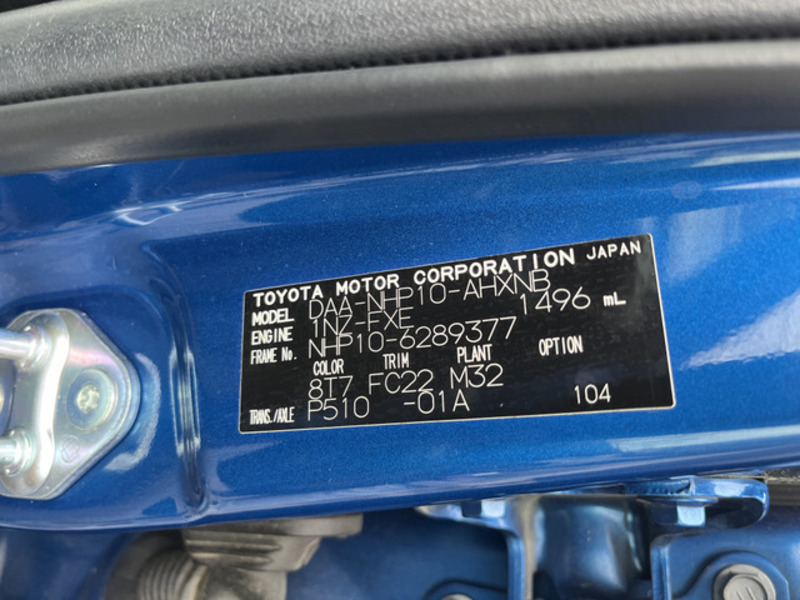 TOYOTA MOTOR CORPORATION JAPAN
MODEL DAA-NHP10-AHXNB
ENGINE 1NZ-FXE 1496 mL
FRAME No. NHP10-6289377
COLOR TRIM PLANT OPTION
8T7 FC22 M32
TRANS./AXLE P510 -01A 104